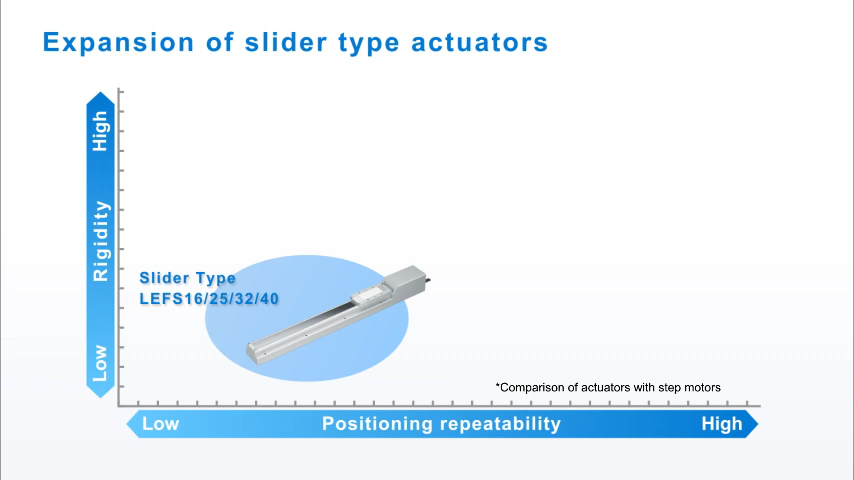 Expansion of slider type actuators
High
Rigidity
Low
Slider Type
LEFS16/25/32/40
*Comparison of actuators with step motors
Low Positioning repeatability High